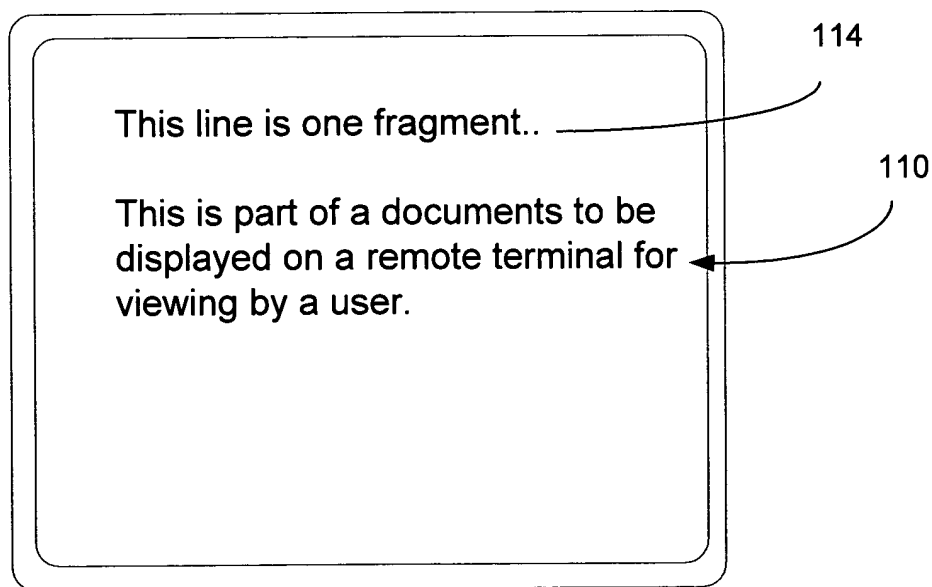 114
This line is one fragment..
110
This is part of a documents to be
displayed on a remote terminal for
viewing by a user.